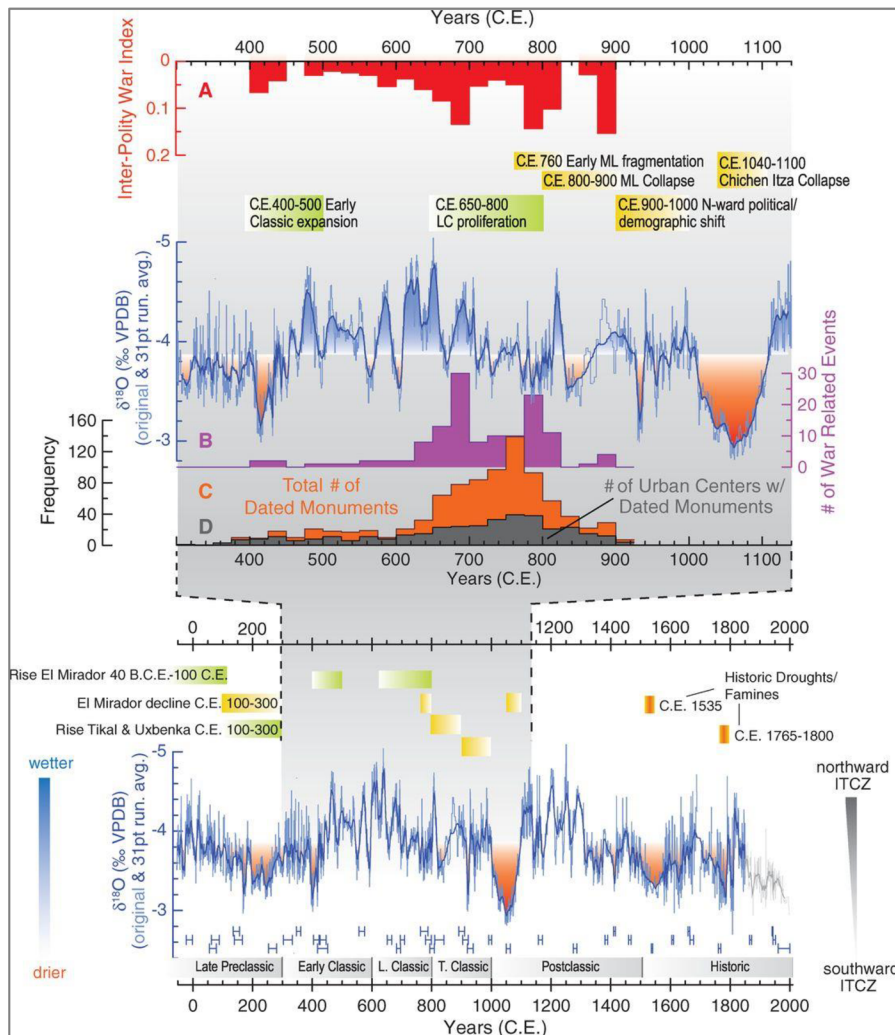 Years (C.E.)
400 500 600 700 800 900 1000 1100
Inter-Polity War Index
0
0.1
0.2
A
C.E. 760 Early ML fragmentation
C.E. 800-900 ML Collapse
C.E.1040-1100
Chichen Itza Collapse
C.E.400-500 Early
Classic expansion
C.E.650-800
LC proliferation
C.E.900-1000 N-ward political/
demographic shift
δ18O (‰ VPDB)
(original & 31pt run. avg.)
-5
-4
-3
# of War Related Events
30
20
10
0
B
Frequency
160
120
80
40
0
C
Total # of
Dated Monuments
# of Urban Centers w/
Dated Monuments
D
400 500 600 700 800 900 1000 1100
Years (C.E.)
0 200 400 600 800 1000 1200 1400 1600 1800 2000
Rise El Mirador 40 B.C.E.-100 C.E.
El Mirador decline C.E. 100-300
Rise Tikal & Uxbenka C.E. 100-300
Historic Droughts/
Famines
C.E. 1535
C.E. 1765-1800
wetter
drier
δ18O (‰ VPDB)
(original & 31pt run. avg.)
-5
-4
-3
northward
ITCZ
southward
ITCZ
Late Preclassic Early Classic L. Classic T. Classic Postclassic Historic
0 200 400 600 800 1000 1200 1400 1600 1800 2000
Years (C.E.)